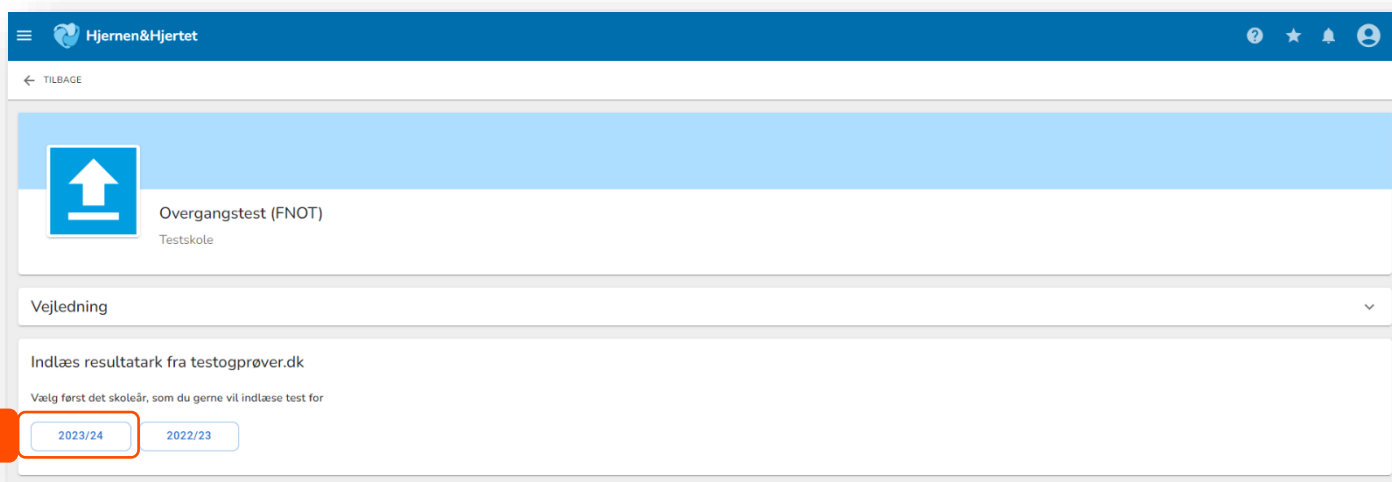 Hjernen&Hjertet
TILBAGE
Overgangstest (FNOT)
Testskole
Vejledning
Indlæs resultatark fra testogprøver.dk
Vælg først det skoleår, som du gerne vil indlæse test for
2023/24 2022/23